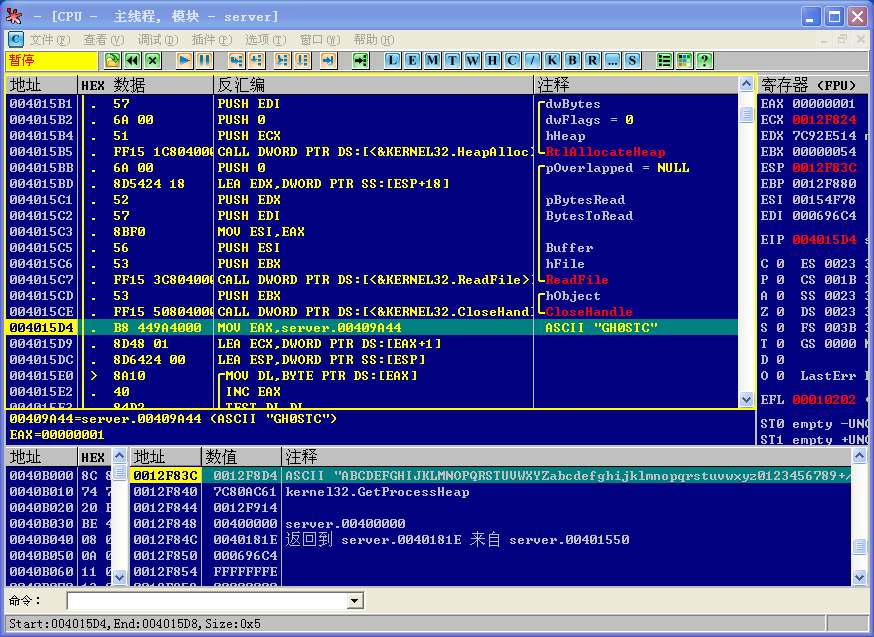 - [CPU - 主线程, 模块 - server]
C 文件(F) 查看(V) 调试(D) 插件(P) 选项(T) 窗口(W) 帮助(H)
暂停 L E M T W H C / K B R ... S ?
地址 HEX 数据 反汇编 注释
004015B1 . 57 PUSH EDI dwBytes
004015B2 . 6A 00 PUSH 0 dwFlags = 0
004015B4 . 51 PUSH ECX hHeap
004015B5 . FF15 1C804000 CALL DWORD PTR DS:[<&KERNEL32.HeapAlloc RtlAllocateHeap
004015BB . 6A 00 PUSH 0 pOverlapped = NULL
004015BD . 8D5424 18 LEA EDX,DWORD PTR SS:[ESP+18]
004015C1 . 52 PUSH EDX pBytesRead
004015C2 . 57 PUSH EDI BytesToRead
004015C3 . 8BF0 MOV ESI,EAX
004015C5 . 56 PUSH ESI Buffer
004015C6 . 53 PUSH EBX hFile
004015C7 . FF15 3C804000 CALL DWORD PTR DS:[<&KERNEL32.ReadFile> ReadFile
004015CD . 53 PUSH EBX hObject
004015CE . FF15 50804000 CALL DWORD PTR DS:[<&KERNEL32.CloseHand CloseHandle
004015D4 . B8 449A4000 MOV EAX,server.00409A44 ASCII "GH0STC"
004015D9 . 8D48 01 LEA ECX,DWORD PTR DS:[EAX+1]
004015DC . 8D6424 00 LEA ESP,DWORD PTR SS:[ESP]
004015E0 > 8A10 MOV DL,BYTE PTR DS:[EAX]
004015E2 . 40 INC EAX
004015E3 . 84D2 TEST DL,DL
00409A44=server.00409A44 (ASCII "GH0STC")
EAX=00000001
寄存器 (FPU)
EAX 00000001
ECX 0012F824
EDX 7C92E514
EBX 00000054
ESP 0012F83C
EBP 0012F880
ESI 00154F78
EDI 000696C4
EIP 004015D4
C 0 ES 0023
P 0 CS 001B
A 0 SS 0023
Z 0 DS 0023
S 0 FS 003B
T 0 GS 0000
D 0
O 0 LastErr
EFL 00010202
ST0 empty -UNO
ST1 empty +UNO
地址 HEX
0040B000 8C
0040B010 74
0040B020 20
0040B030 BE
0040B040 08
0040B050 0A
0040B060 11
地址 数值 注释
0012F83C 0012F8D4 ASCII "ABCDEFGHIJKLMNOPQRSTUVWXYZabcdefghijklmnopqrstuvwxyz0123456789+/
0012F840 7C80AC61 kernel32.GetProcessHeap
0012F844 0012F914
0012F848 00400000 server.00400000
0012F84C 0040181E 返回到 server.0040181E 来自 server.00401550
0012F850 000696C4
0012F854 FFFFFFFE
命令:
Start:004015D4,End:004015D8,Size:0x5